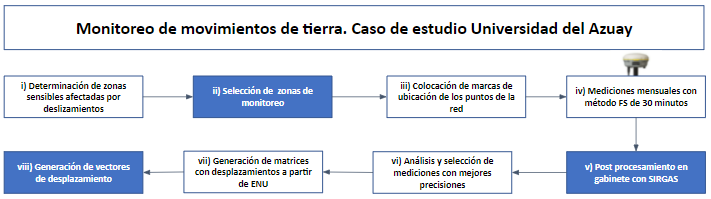 Monitoreo de movimientos de tierra. Caso de estudio Universidad del Azuay
i) Determinación de zonas
sensibles afectadas por
deslizamientos
ii) Selección de zonas de
monitoreo
iii) Colocación de marcas de
ubicación de los puntos de la
red
iv) Mediciones mensuales con
método FS de 30 minutos
v) Post procesamiento en
gabinete con SIRGAS
vi) Análisis y selección de
mediciones con mejores
precisiones
vii) Generación de matrices
con desplazamientos a partir
de ENU
viii) Generación de vectores
de desplazamiento